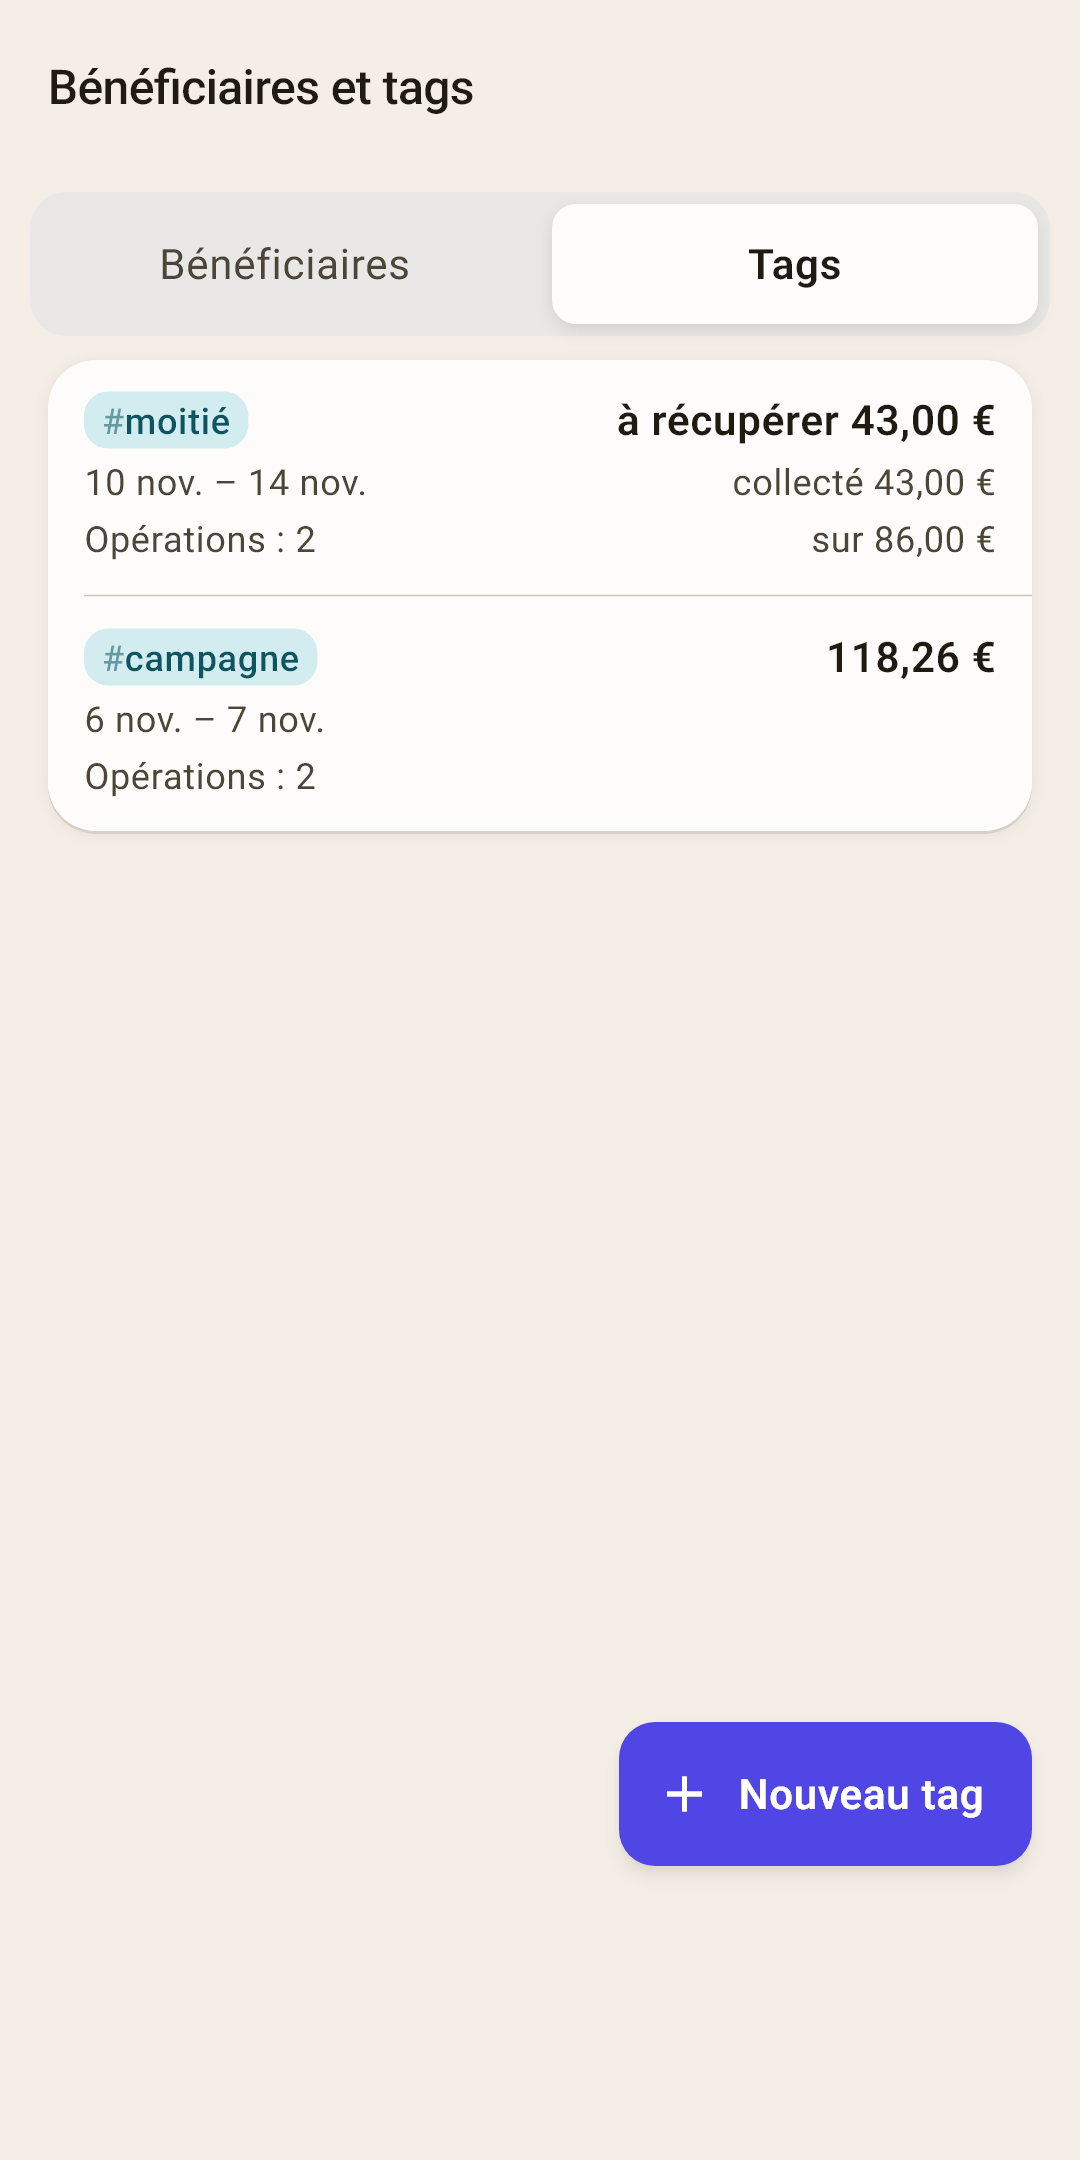 Bénéficiaires et tags
Bénéficiaires
Tags
#moitié
à récupérer 43,00 €
10 nov. – 14 nov.
collecté 43,00 €
Opérations : 2
sur 86,00 €
#campagne
118,26 €
6 nov. – 7 nov.
Opérations : 2
Nouveau tag